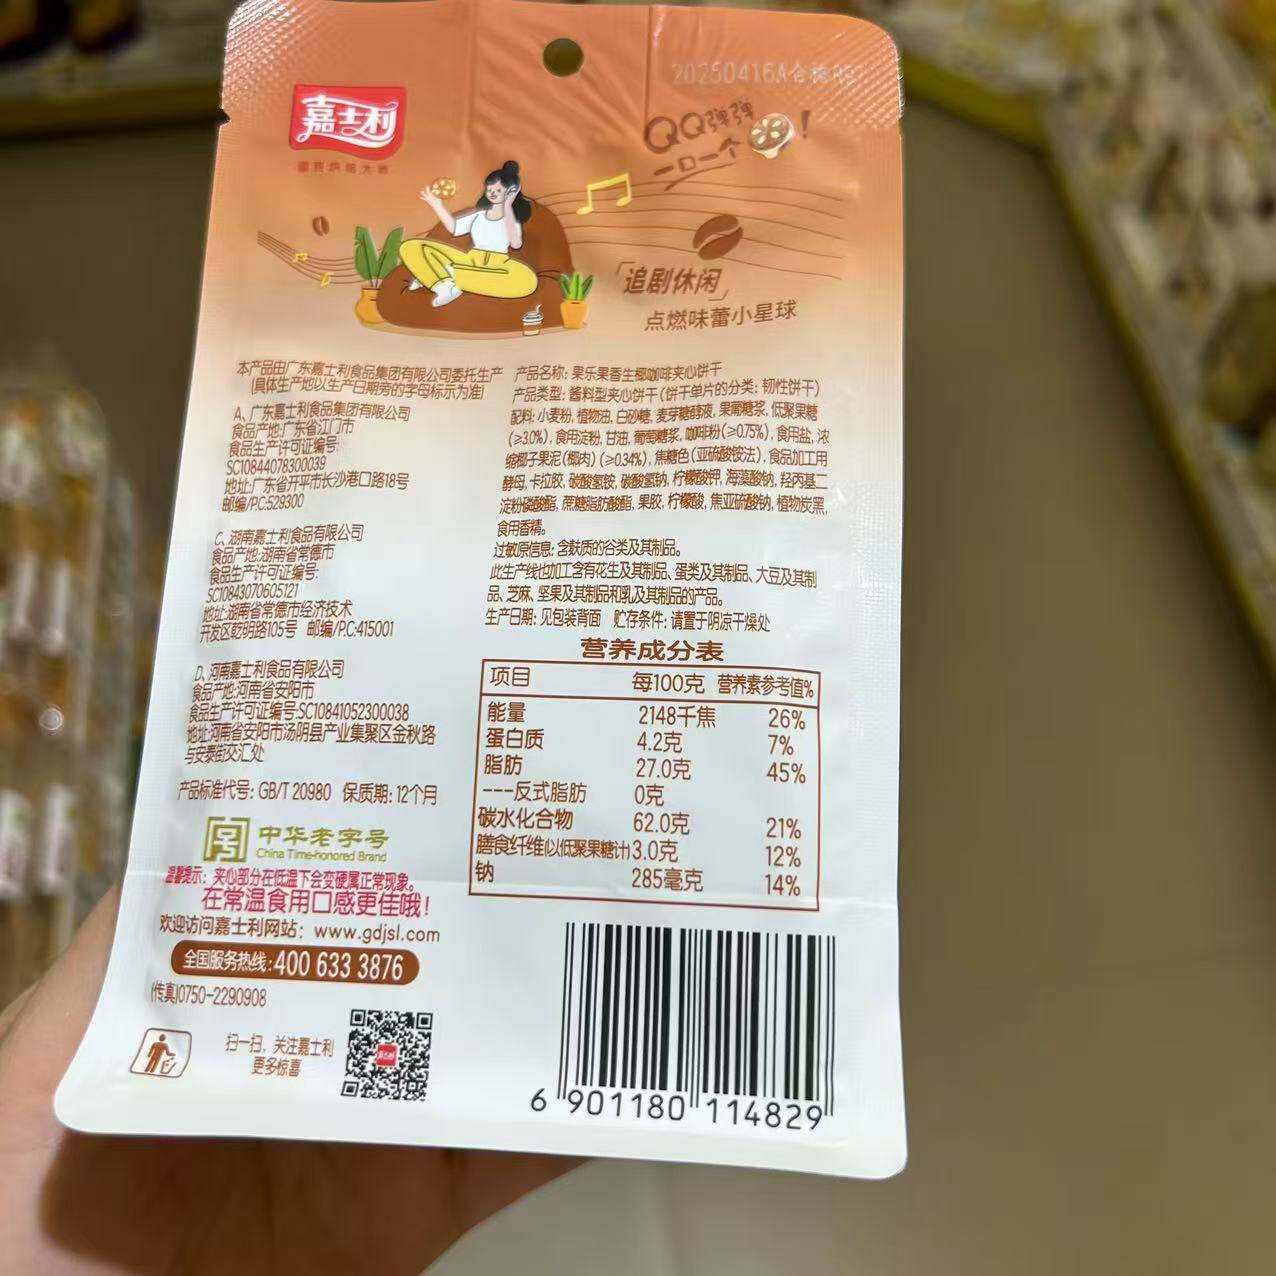 20250416A合格
嘉士利
国民烘焙大师
QQ弹弹
一口一个!
「追剧休闲」
点燃味蕾小星球
本产品由广东嘉士利食品集团有限公司委托生产
(具体生产地以生产日期旁的字母标示为准)
A、广东嘉士利食品集团有限公司
食品产地:广东省江门市
食品生产许可证编号:
SC10844078300039
地址:广东省开平市长沙港口路18号
邮编/P.C:529300
C、湖南嘉士利食品有限公司
食品产地:湖南省常德市
食品生产许可证编号:
SC10843070605121
地址:湖南省常德市经济技术
开发区乾明路105号 邮编/P.C:415001
D、河南嘉士利食品有限公司
食品产地:河南省安阳市
食品生产许可证编号:SC10841052300038
地址:河南省安阳市汤阴县产业集聚区金秋路
与安泰街交汇处
产品标准代号: GB/T 20980 保质期: 12个月
中华老字号
China Time-honored Brand
温馨提示: 夹心部分在低温下会变硬属正常现象。
在常温食用口感更佳哦!
欢迎访问嘉士利网站: www.gdjsl.com
全国服务热线:400 633 3876
(传真)0750-2290908
扫一扫, 关注嘉士利
更多惊喜
产品名称: 果乐果香生椰咖啡夹心饼干
产品类型: 酱料型夹心饼干(饼干单片的分类: 韧性饼干)
配料: 小麦粉, 植物油, 白砂糖, 麦芽糖醇液, 果葡糖浆, 低聚果糖
(≥3.0%), 食用淀粉, 甘油, 葡萄糖浆, 咖啡粉(≥0.75%), 食用盐, 浓
缩椰子果泥(椰肉)(≥0.34%), 焦糖色(亚硫酸铵法), 食品加工用
酵母, 卡拉胶, 碳酸氢铵, 碳酸氢钠, 柠檬酸钾, 海藻酸钠, 羟丙基二
淀粉磷酸酯, 蔗糖脂肪酸酯, 果胶, 柠檬酸, 焦亚硫酸钠, 植物炭黑,
食用香精。
过敏原信息: 含麸质的谷类及其制品。
此生产线也加工含有花生及其制品、蛋类及其制品、大豆及其制
品、芝麻、坚果及其制品和乳及其制品的产品。
生产日期: 见包装背面 贮存条件: 请置于阴凉干燥处
营养成分表
项目 每100克 营养素参考值%
能量 2148千焦 26%
蛋白质 4.2克 7%
脂肪 27.0克 45%
---反式脂肪 0克
碳水化合物 62.0克 21%
膳食纤维(以低聚果糖计) 3.0克 12%
钠 285毫克 14%
6 901180 114829